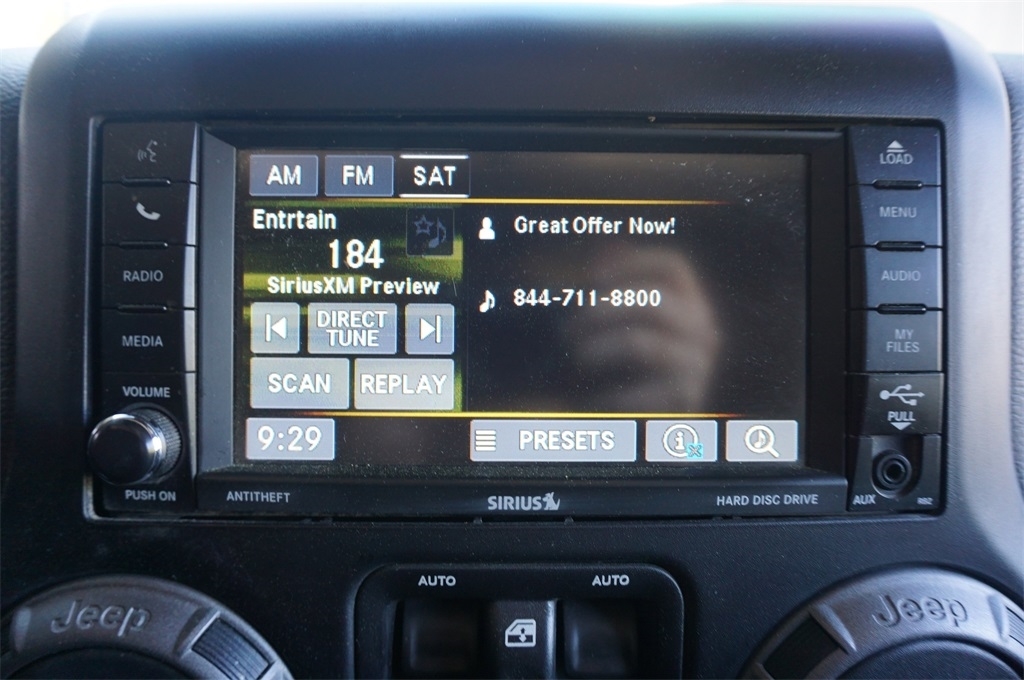 AM FM SAT
LOAD
Entrtain
Great Offer Now!
MENU
184
RADIO
SiriusXM Preview
844-711-8800
AUDIO
DIRECT
TUNE
MEDIA
MY
FILES
SCAN REPLAY
VOLUME
PULL
9:29 PRESETS i
PUSH ON
ANTITHEFT
SIRIUS
HARD DISC DRIVE
AUX RBZ
AUTO AUTO
Jeep Jeep